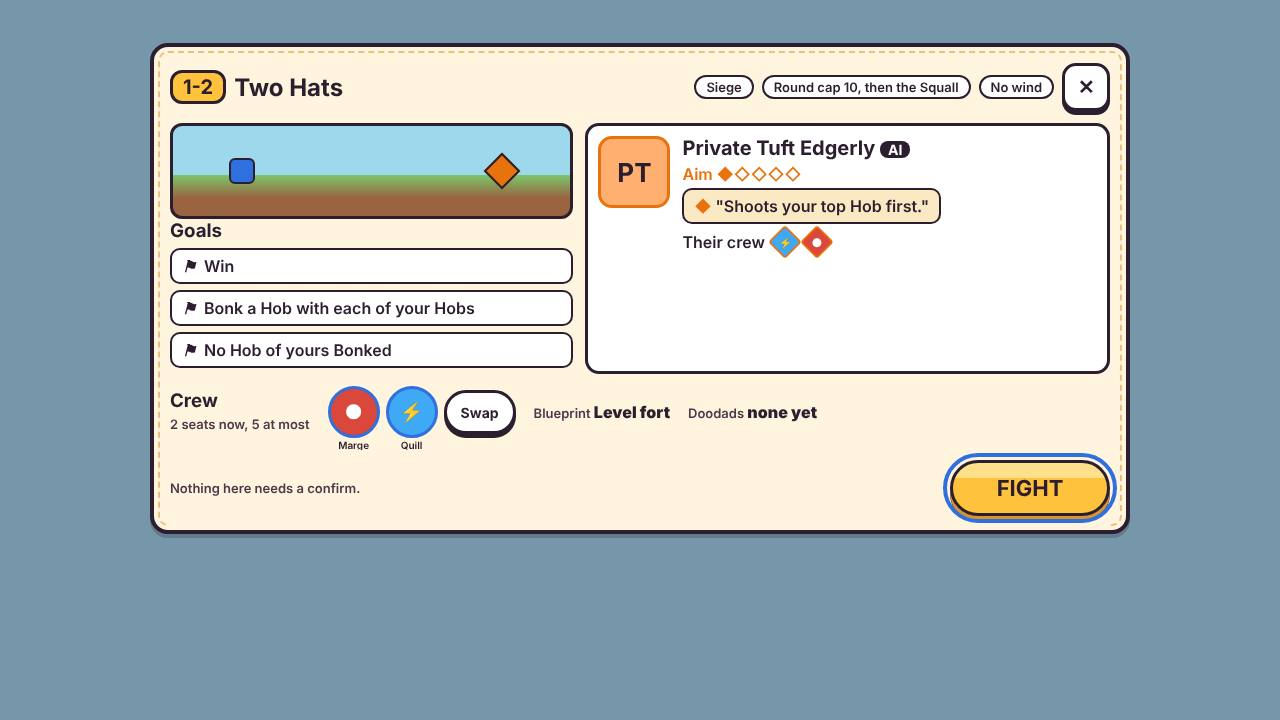 1-2 Two Hats
Siege
Round cap 10, then the Squall
No wind
✕
PT
Private Tuft Edgerly AI
Aim
"Shoots your top Hob first."
Their crew
Goals
Win
Bonk a Hob with each of your Hobs
No Hob of yours Bonked
Crew
2 seats now, 5 at most
Marge
Quill
Swap
Blueprint Level fort
Doodads none yet
Nothing here needs a confirm.
FIGHT